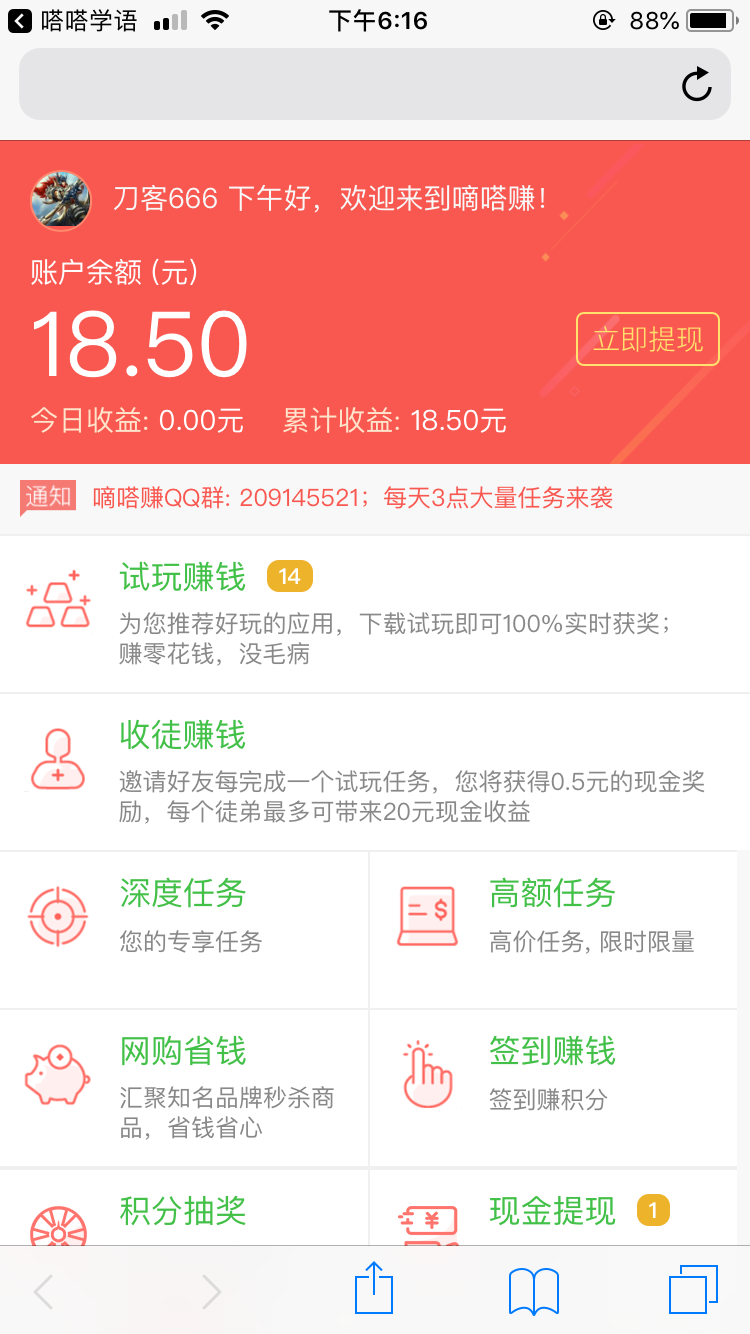 嗒嗒学语
下午6:16
88%
刀客666 下午好，欢迎来到嘀嗒赚！
账户余额 (元)
18.50
立即提现
今日收益: 0.00元 累计收益: 18.50元
通知 嘀嗒赚QQ群: 209145521；每天3点大量任务来袭
试玩赚钱 14
为您推荐好玩的应用，下载试玩即可100%实时获奖；
赚零花钱，没毛病
收徒赚钱
邀请好友每完成一个试玩任务，您将获得0.5元的现金奖
励，每个徒弟最多可带来20元现金收益
深度任务
您的专享任务
高额任务
高价任务, 限时限量
网购省钱
汇聚知名品牌秒杀商
品，省钱省心
签到赚钱
签到赚积分
积分抽奖
现金提现 1